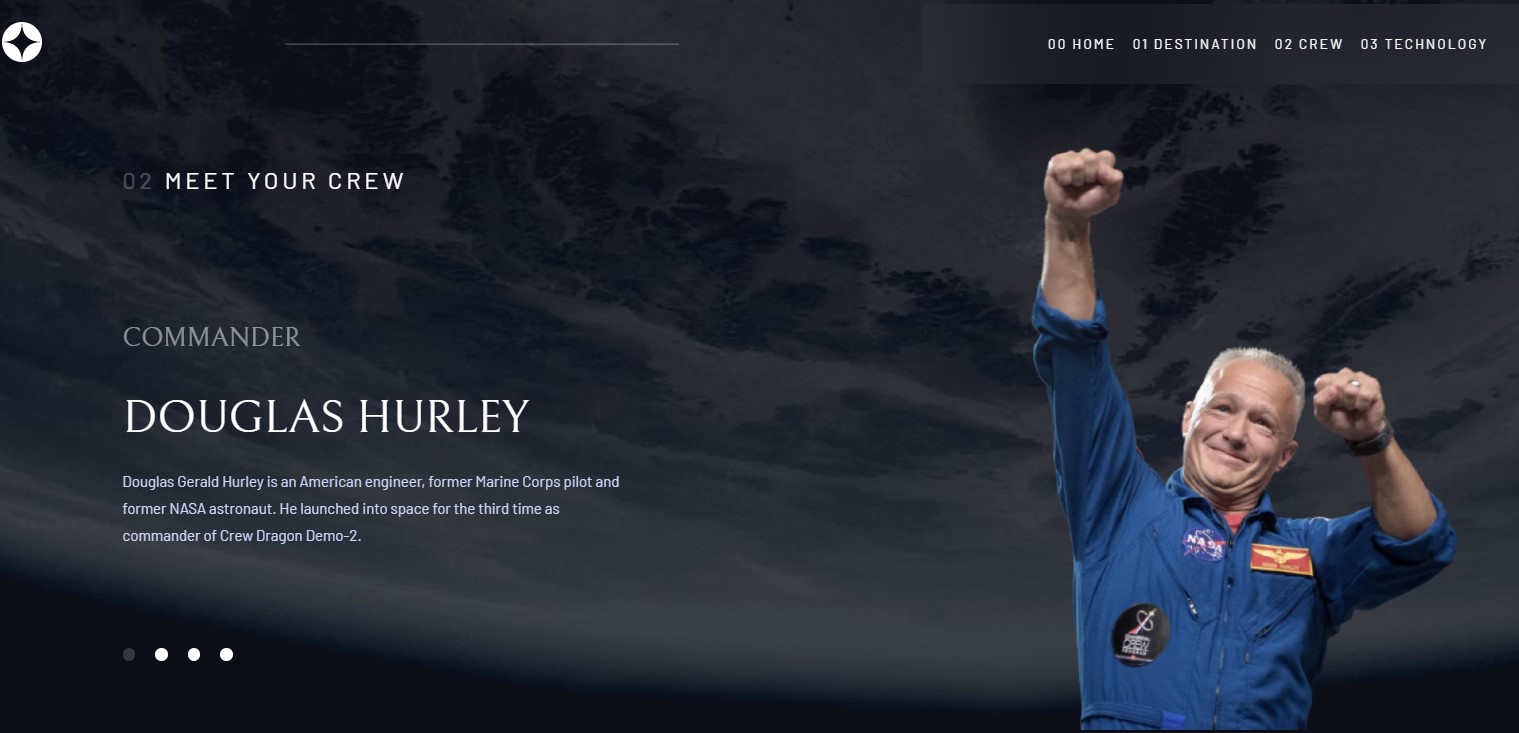 00 HOME 01 DESTINATION 02 CREW 03 TECHNOLOGY
02 MEET YOUR CREW
COMMANDER
DOUGLAS HURLEY
Douglas Gerald Hurley is an American engineer, former Marine Corps pilot and
former NASA astronaut. He launched into space for the third time as
commander of Crew Dragon Demo-2.
NASA
CREW